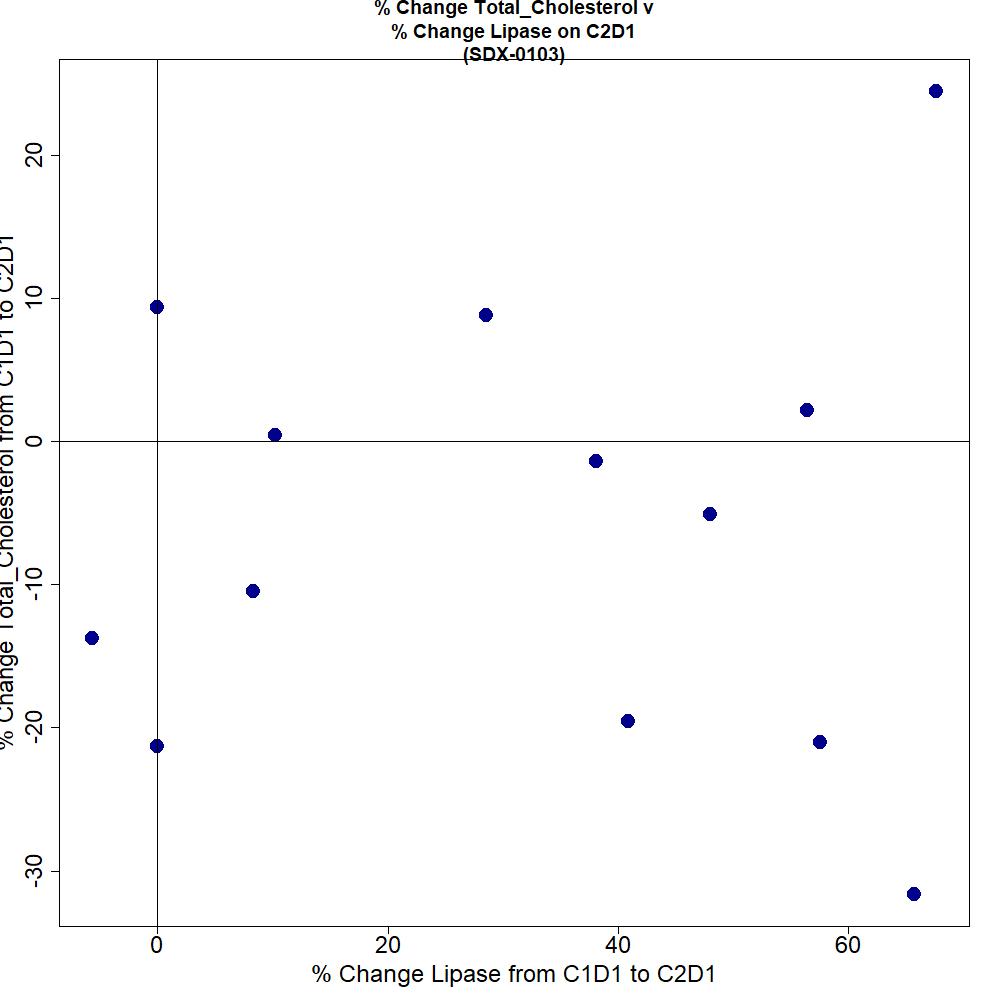 % Change Total_Cholesterol v
% Change Lipase on C2D1
(SDX-0103)
% Change Total_Cholesterol from C1D1 to C2D1
20
10
0
-10
-20
-30
0
20
40
60
% Change Lipase from C1D1 to C2D1